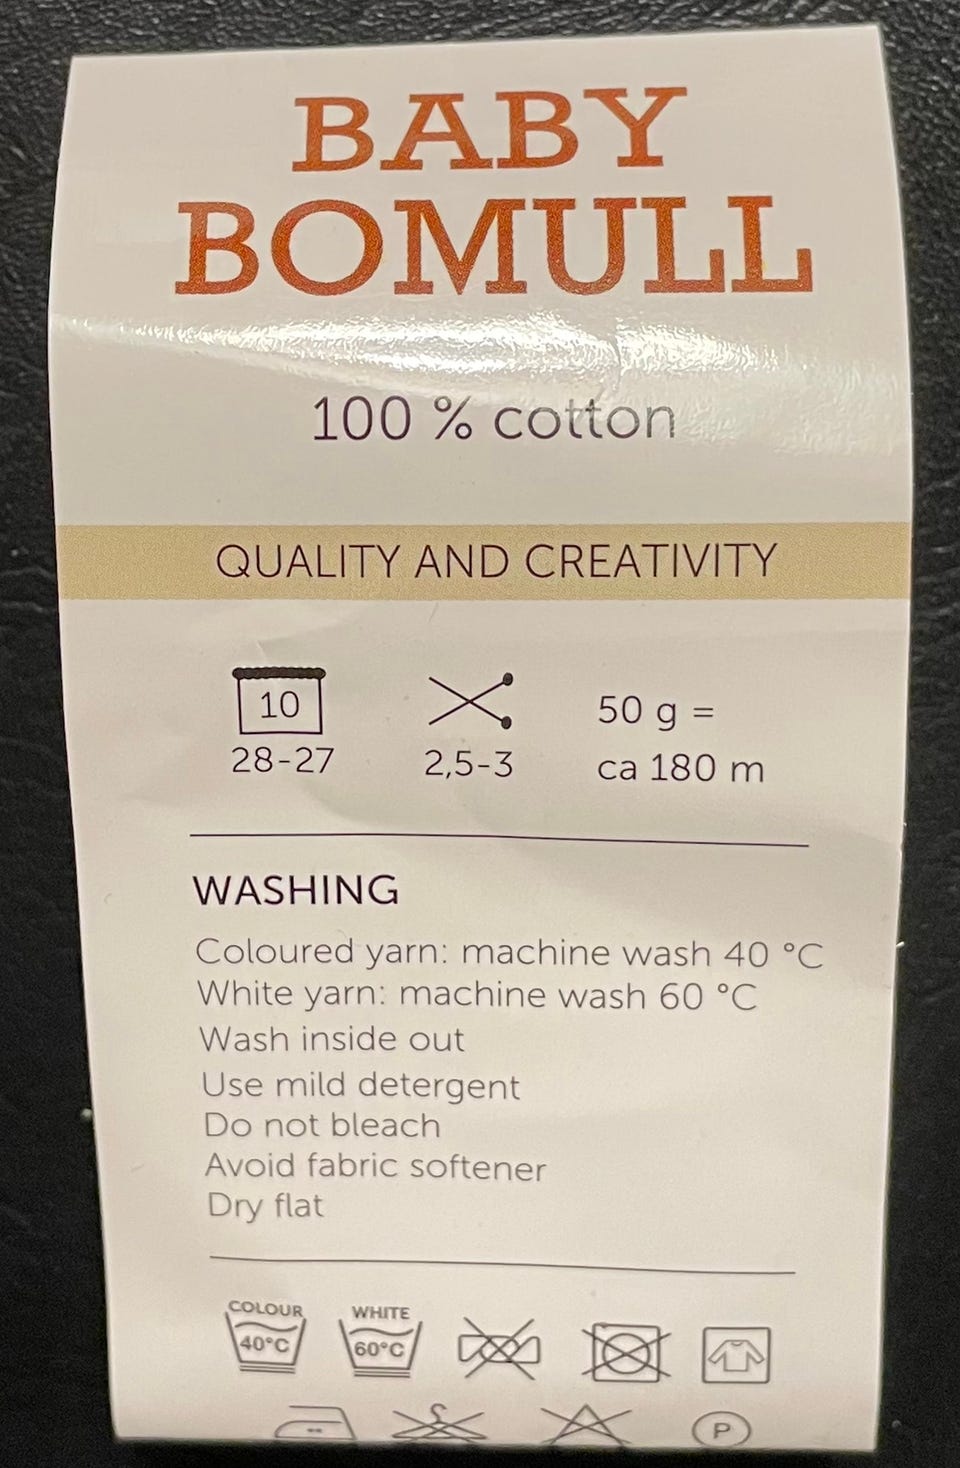 BABY
BOMULL
100 % cotton
QUALITY AND CREATIVITY
10
28-27
2,5-3
50 g =
ca 180 m
WASHING
Coloured yarn: machine wash 40 °C
White yarn: machine wash 60 °C
Wash inside out
Use mild detergent
Do not bleach
Avoid fabric softener
Dry flat
COLOUR
40°C
WHITE
60°C
P